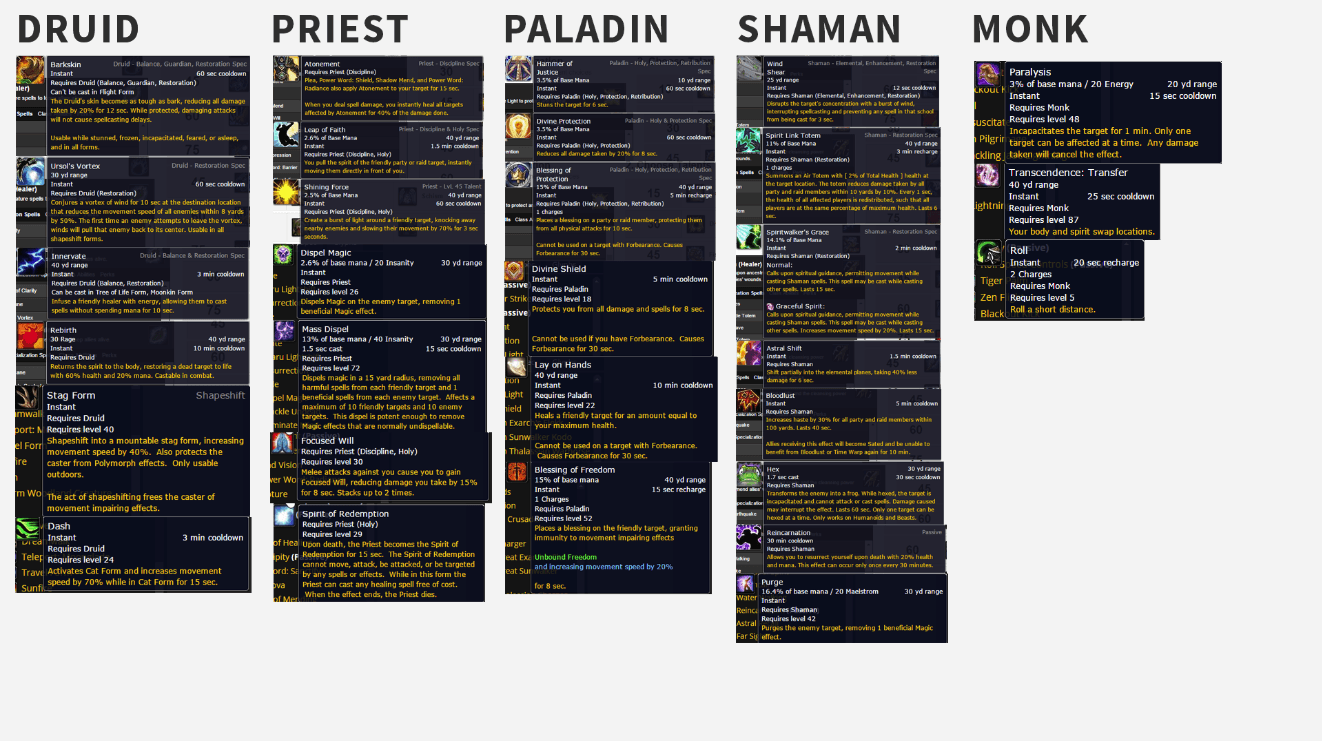 DRUID
Barkskin Druid - Balance, Guardian, Restoration Spec
Instant 60 sec cooldown
Requires Druid (Balance, Guardian, Restoration)
Can't be cast in Flight Form
The Druid's skin becomes as tough as bark, reducing all damage
taken by 20% for 12 sec. While protected, damaging attacks
will not cause spellcasting delays.
Usable while stunned, frozen, incapacitated, feared, or asleep,
and in all forms.
Ursol's Vortex Druid - Restoration Spec
30 yd range
Instant 60 sec cooldown
Requires Druid (Restoration)
Conjures a vortex of wind for 10 sec at the destination location
that reduces the movement speed of all enemies within 8 yards
by 50%. The first time an enemy attempts to leave the vortex,
winds will pull that enemy back to its center. Usable in all
shapeshift forms.
Innervate Druid - Balance & Restoration Spec
40 yd range
Instant 3 min cooldown
Requires Druid (Balance, Restoration)
Can be cast in Tree of Life Form, Moonkin Form
Infuse a friendly healer with energy, allowing them to cast
spells without spending mana for 10 sec.
Rebirth
30 Rage 40 yd range
Instant 10 min cooldown
Requires Druid
Returns the spirit to the body, restoring a dead target to life
with 60% health and 20% mana. Castable in combat.
Stag Form Shapeshift
Instant
Requires Druid
Requires level 40
Shapeshift into a mountable stag form, increasing
movement speed by 40%. Also protects the
caster from Polymorph effects. Only usable
outdoors.
The act of shapeshifting frees the caster of
movement impairing effects.
Dash
Instant 3 min cooldown
Requires Druid
Requires level 24
Activates Cat Form and increases movement
speed by 70% while in Cat Form for 15 sec.
PRIEST
Atonement Priest - Discipline Spec
Requires Priest (Discipline)
Plea, Power Word: Shield, Shadow Mend, and Power Word:
Radiance also apply Atonement to your target for 15 sec.
When you deal spell damage, you instantly heal all targets
affected by Atonement for 40% of the damage done.
Leap of Faith Priest - Discipline & Holy Spec
2.6% of Base Mana 40 yd range
Instant 1.5 min cooldown
Requires Priest (Discipline, Holy)
You pull the spirit of the friendly party or raid target, instantly
moving them directly in front of you.
Shining Force Priest - Lvl. 45 Talent
2.5% of Base Mana 40 yd range
Instant 60 sec cooldown
Requires Priest (Discipline, Holy)
Create a burst of light around a friendly target, knocking away
nearby enemies and slowing their movement by 70% for 3 sec
seconds.
Dispel Magic
2.6% of base mana / 20 Insanity 30 yd range
Instant
Requires Priest
Requires level 26
Dispels Magic on the enemy target, removing 1
beneficial Magic effect.
Mass Dispel
13% of base mana / 40 Insanity 30 yd range
1.5 sec cast 15 sec cooldown
Requires Priest
Requires level 72
Dispels magic in a 15 yard radius, removing all
harmful spells from each friendly target and 1
beneficial spells from each enemy target. Affects a
maximum of 10 friendly targets and 10 enemy
targets. This dispel is potent enough to remove
Magic effects that are normally undispellable.
Focused Will
Requires Priest (Discipline, Holy)
Requires level 30
Melee attacks against you cause you to gain
Focused Will, reducing damage you take by 15%
for 8 sec. Stacks up to 2 times.
Spirit of Redemption
Requires Priest (Holy)
Requires level 29
Upon death, the Priest becomes the Spirit of
Redemption for 15 sec. The Spirit of Redemption
cannot move, attack, be attacked, or be targeted
by any spells or effects. While in this form the
Priest can cast any healing spell free of cost.
When the effect ends, the Priest dies.
PALADIN
Hammer of Paladin - Holy, Protection, Retribution
Justice Spec
3.5% of Base Mana 10 yd range
Instant 60 sec cooldown
Requires Paladin (Holy, Protection, Retribution)
Stuns the target for 6 sec.
Divine Protection Paladin - Holy & Protection Spec
3.5% of Base Mana
Instant 60 sec cooldown
Requires Paladin (Holy, Protection)
Reduces all damage taken by 20% for 8 sec.
Blessing of Paladin - Holy, Protection, Retribution
Protection Spec
15% of Base Mana 40 yd range
Instant 5 min recharge
Requires Paladin (Holy, Protection, Retribution)
1 charges
Places a blessing on a party or raid member, protecting them
from all physical attacks for 10 sec.
Cannot be used on a target with Forbearance. Causes
Forbearance for 30 sec.
Divine Shield
Instant 5 min cooldown
Requires Paladin
Requires level 18
Protects you from all damage and spells for 8 sec.
Cannot be used if you have Forbearance. Causes
Forbearance for 30 sec.
Lay on Hands
40 yd range
Instant 10 min cooldown
Requires Paladin
Requires level 22
Heals a friendly target for an amount equal to
your maximum health.
Cannot be used on a target with Forbearance.
Causes Forbearance for 30 sec.
Blessing of Freedom
15% of base mana 40 yd range
Instant 15 sec recharge
1 Charges
Requires Paladin
Requires level 52
Places a blessing on the friendly target, granting
immunity to movement impairing effects
Unbound Freedom
and increasing movement speed by 20%
for 8 sec.
SHAMAN
Wind Shaman - Elemental, Enhancement, Restoration
Shear Spec
25 yd range
Instant 12 sec cooldown
Requires Shaman (Elemental, Enhancement, Restoration)
Disrupts the target's concentration with a burst of wind,
interrupting spellcasting and preventing any spell in that school
from being cast for 3 sec.
Spirit Link Totem Shaman - Restoration Spec
11% of Base Mana 40 yd range
Instant 3 min recharge
Requires Shaman (Restoration)
1 charges
Summons an Air Totem with ( 2% of Total Health ) health at
the target location. The totem reduces damage taken by all
party and raid members within 10 yards by 10%. Every 1 sec,
the health of all affected players is redistributed, such that all
players are at the same percentage of maximum health. Lasts 6
sec.
Spiritwalker's Grace Shaman - Restoration Spec
14.1% of Base Mana
Instant 2 min cooldown
Requires Shaman
Normal:
Calls upon spiritual guidance, permitting movement while
casting Shaman spells. This spell may be cast while casting
other spells. Lasts 15 sec.
Graceful Spirit:
Calls upon spiritual guidance, permitting movement while
casting Shaman spells. This spell may be cast while casting
other spells. Increases movement speed by 20%. Lasts 15 sec.
Astral Shift
Instant 1.5 min cooldown
Requires Shaman
Shift partially into the elemental planes, taking 40% less
damage for 6 sec.
Bloodlust
Instant 5 min cooldown
Requires Shaman
Increases haste by 30% for all party and raid members within
100 yards. Lasts 40 sec.
Allies receiving this effect will become Sated and be unable to
benefit from Bloodlust or Time Warp again for 10 min.
Hex 30 yd range
1.7 sec cast 30 sec cooldown
Requires Shaman
Transforms the enemy into a frog. While hexed, the target is
incapacitated and cannot attack or cast spells. Damage caused
may interrupt the effect. Lasts 60 sec. Only one target can be
hexed at a time. Only works on Humanoids and Beasts.
Reincarnation Passive
30 min cooldown
Requires Shaman
Allows you to resurrect yourself upon death with 20% health
and mana. This effect can occur only once every 30 minutes.
Purge
16.4% of base mana / 20 Maelstrom 30 yd range
Instant
Requires Shaman
Requires level 42
Purges the enemy target, removing 1 beneficial Magic
effect.
MONK
Paralysis
3% of base mana / 20 Energy 20 yd range
Instant 15 sec cooldown
Requires Monk
Requires level 48
Incapacitates the target for 1 min. Only one
target can be affected at a time. Any damage
taken will cancel the effect.
Transcendence: Transfer
40 yd range
Instant 25 sec cooldown
Requires Monk
Requires level 87
Your body and spirit swap locations.
Roll
Instant 20 sec recharge
2 Charges
Requires Monk
Requires level 5
Roll a short distance.